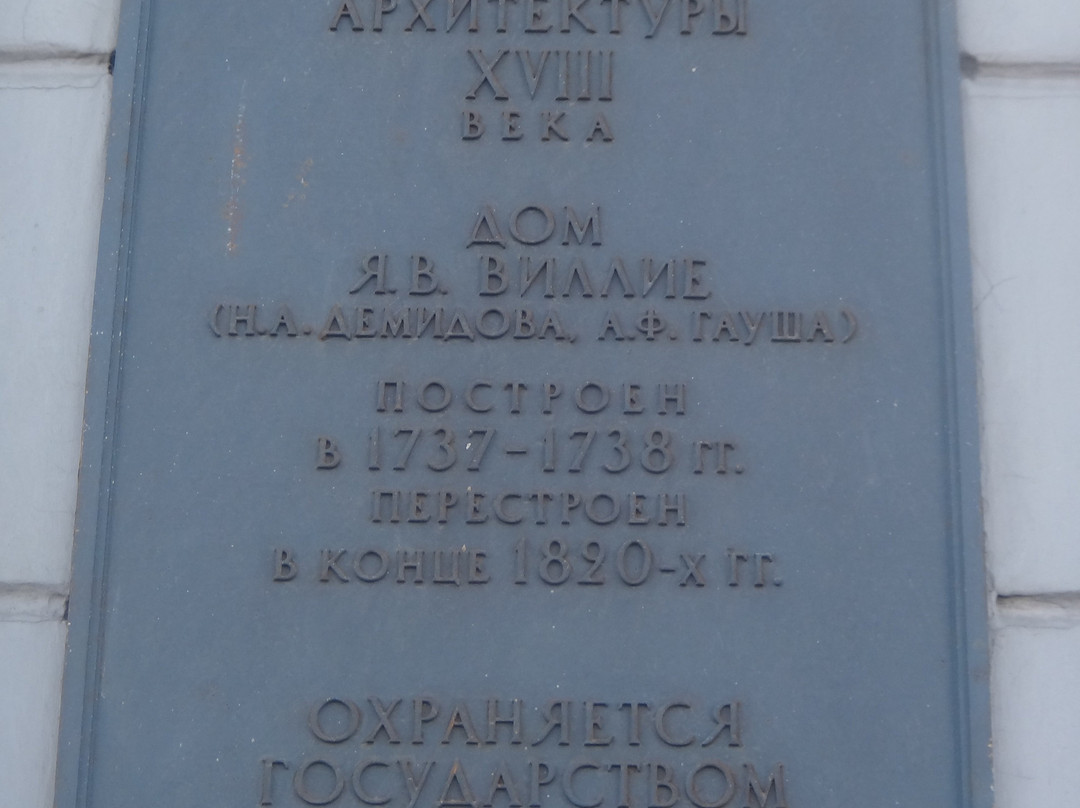 АРХИТЕКТУРЫ
XVIII
ВЕКА
ДОМ
Я.В. ВИЛЛИЕ
(Н.А. ДЕМИДОВА, А.Ф. ГАУША)
ПОСТРОЕН
В 1737-1738 ГГ.
ПЕРЕСТРОЕН
В КОНЦЕ 1820-Х ГГ.
ОХРАНЯЕТСЯ
ГОСУДАРСТВОМ